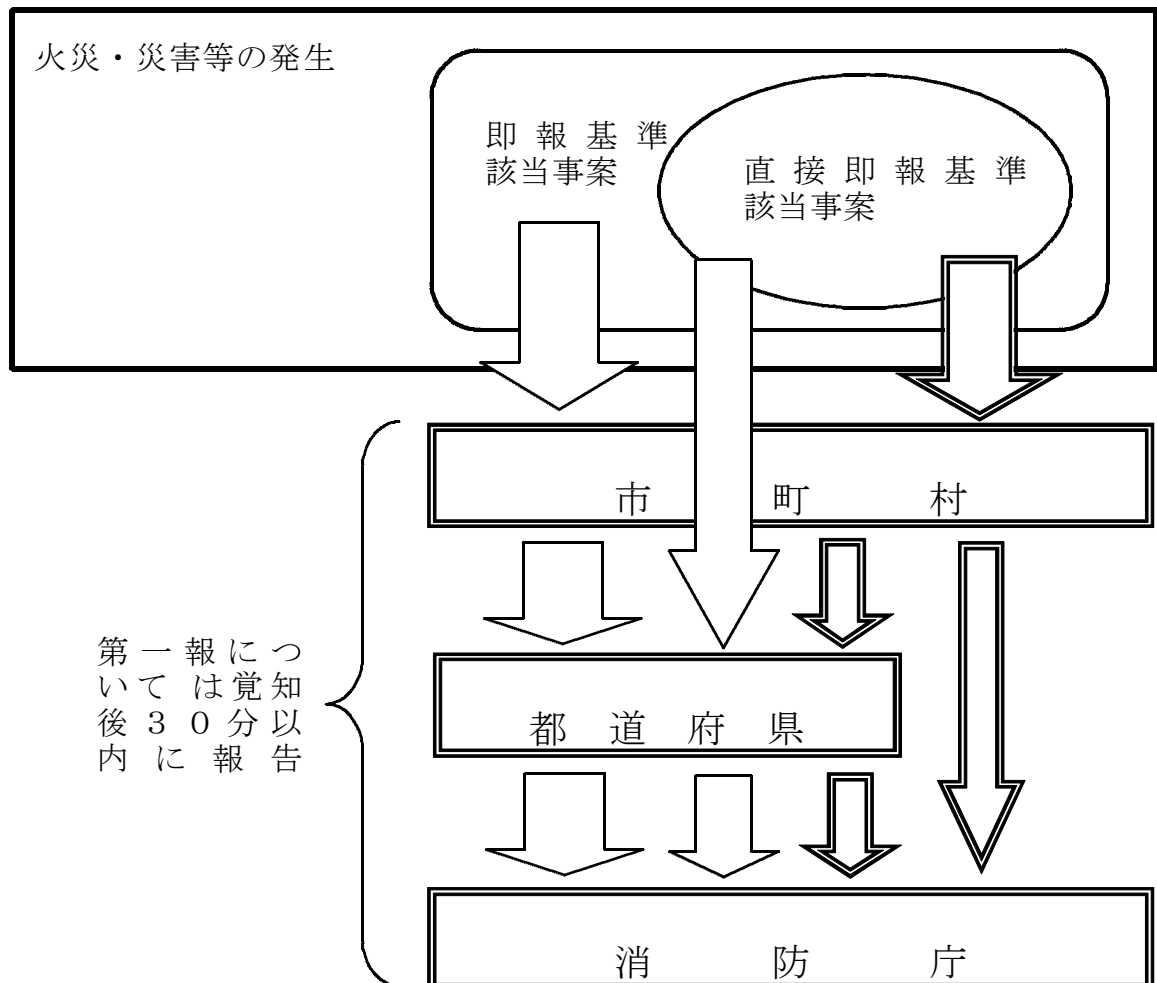 火災・災害等の発生
即報基準
該当事案
直接即報基準
該当事案
市町村
第一報につ
いては覚知
後３０分以
内に報告
都道府県
消防庁